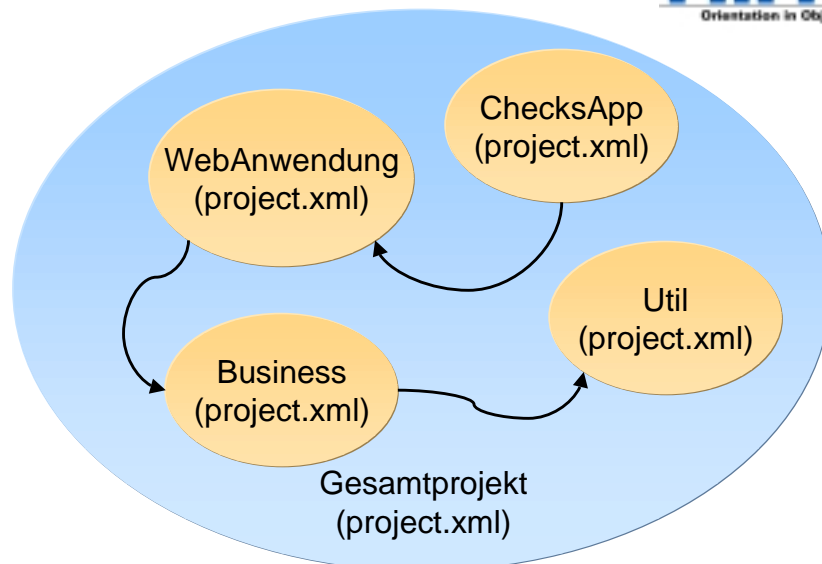 Orientation in Obj
ChecksApp
(project.xml)
WebAnwendung
(project.xml)
Util
(project.xml)
Business
(project.xml)
Gesamtprojekt
(project.xml)